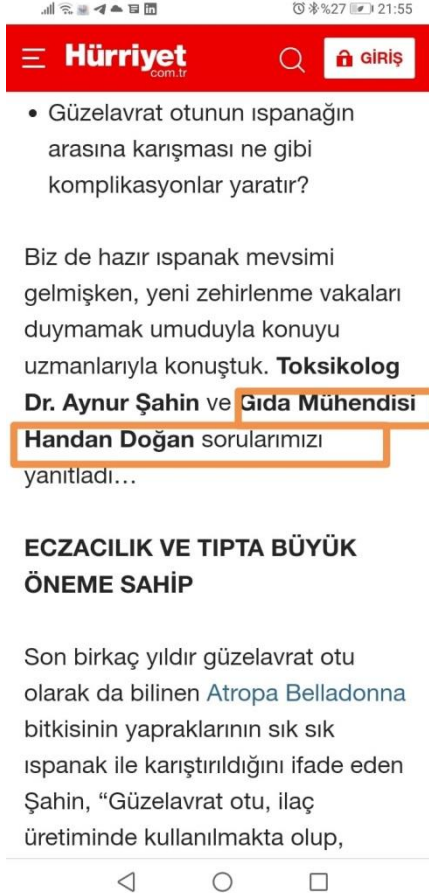 %27 21:55
Hürriyet
.com.tr
GİRİŞ
• Güzelavrat otunun ıspanağın
arasına karışması ne gibi
komplikasyonlar yaratır?
Biz de hazır ıspanak mevsimi
gelmişken, yeni zehirlenme vakaları
duymamak umuduyla konuyu
uzmanlarıyla konuştuk. Toksikolog
Dr. Aynur Şahin ve Gıda Mühendisi
Handan Doğan sorularımızı
yanıtladı…
ECZACILIK VE TIPTA BÜYÜK
ÖNEME SAHİP
Son birkaç yıldır güzelavrat otu
olarak da bilinen Atropa Belladonna
bitkisinin yapraklarının sık sık
ıspanak ile karıştırıldığını ifade eden
Şahin, “Güzelavrat otu, ilaç
üretiminde kullanılmakta olup,